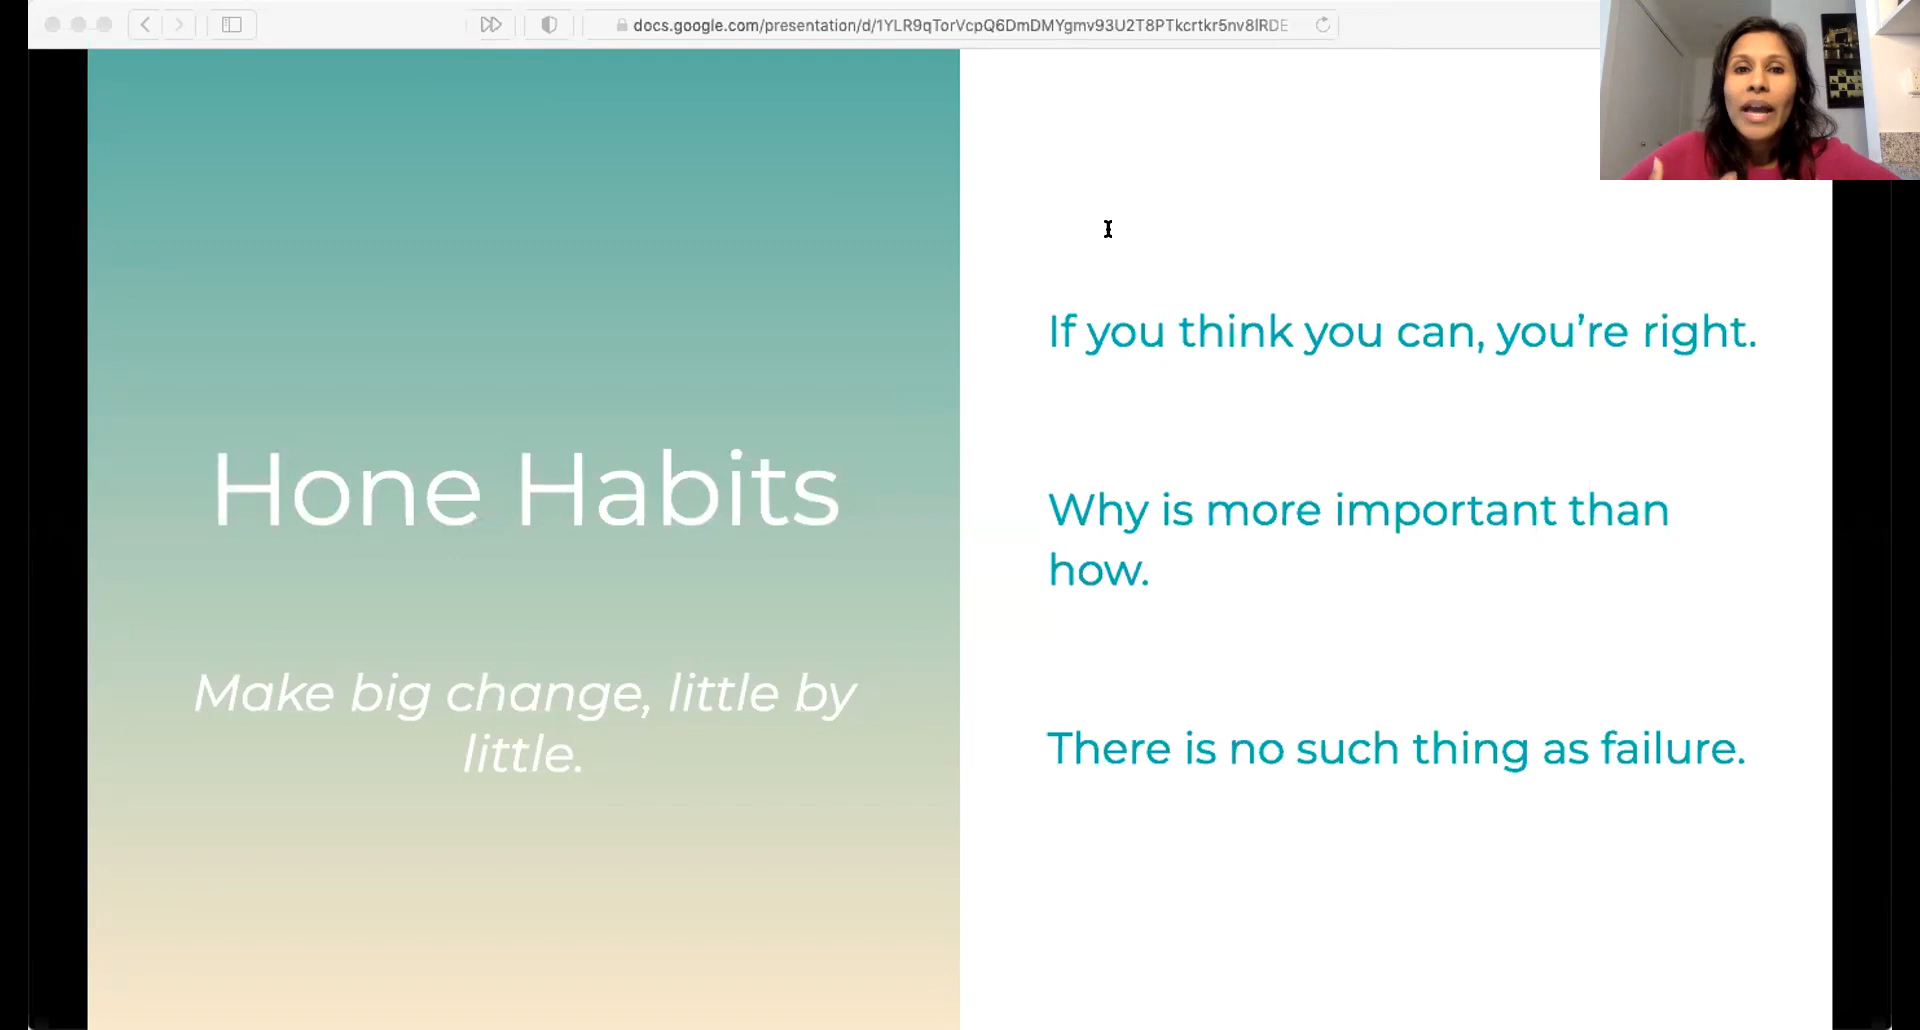 docs.google.com/presentation/d/1YLR9qTorVcpQ6DmDMYgmv93U2T8PTkcrtkr5nv8lRDE
Hone Habits
Make big change, little by
little.
If you think you can, you’re right.
Why is more important than
how.
There is no such thing as failure.